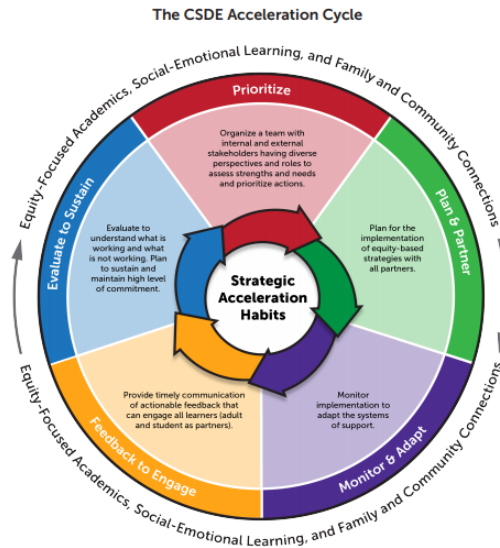 The CSDE Acceleration Cycle
Equity-Focused Academics, Social-Emotional Learning, and Family and Community Connections
Prioritize
Organize a team with
internal and external
stakeholders having diverse
perspectives and roles to
assess strengths and needs
and prioritize actions.
Plan & Partner
Plan for the
implementation
of equity-based
strategies with
all partners.
Monitor & Adapt
Monitor
implementation to
adapt the systems
of support.
Feedback to Engage
Provide timely communication
of actionable feedback that
can engage all learners (adult
and student as partners).
Evaluate to Sustain
Evaluate to
understand what is
working and what
is not working. Plan
to sustain and
maintain high level
of commitment.
Strategic
Acceleration
Habits
Equity-Focused Academics, Social-Emotional Learning, and Family and Community Connections